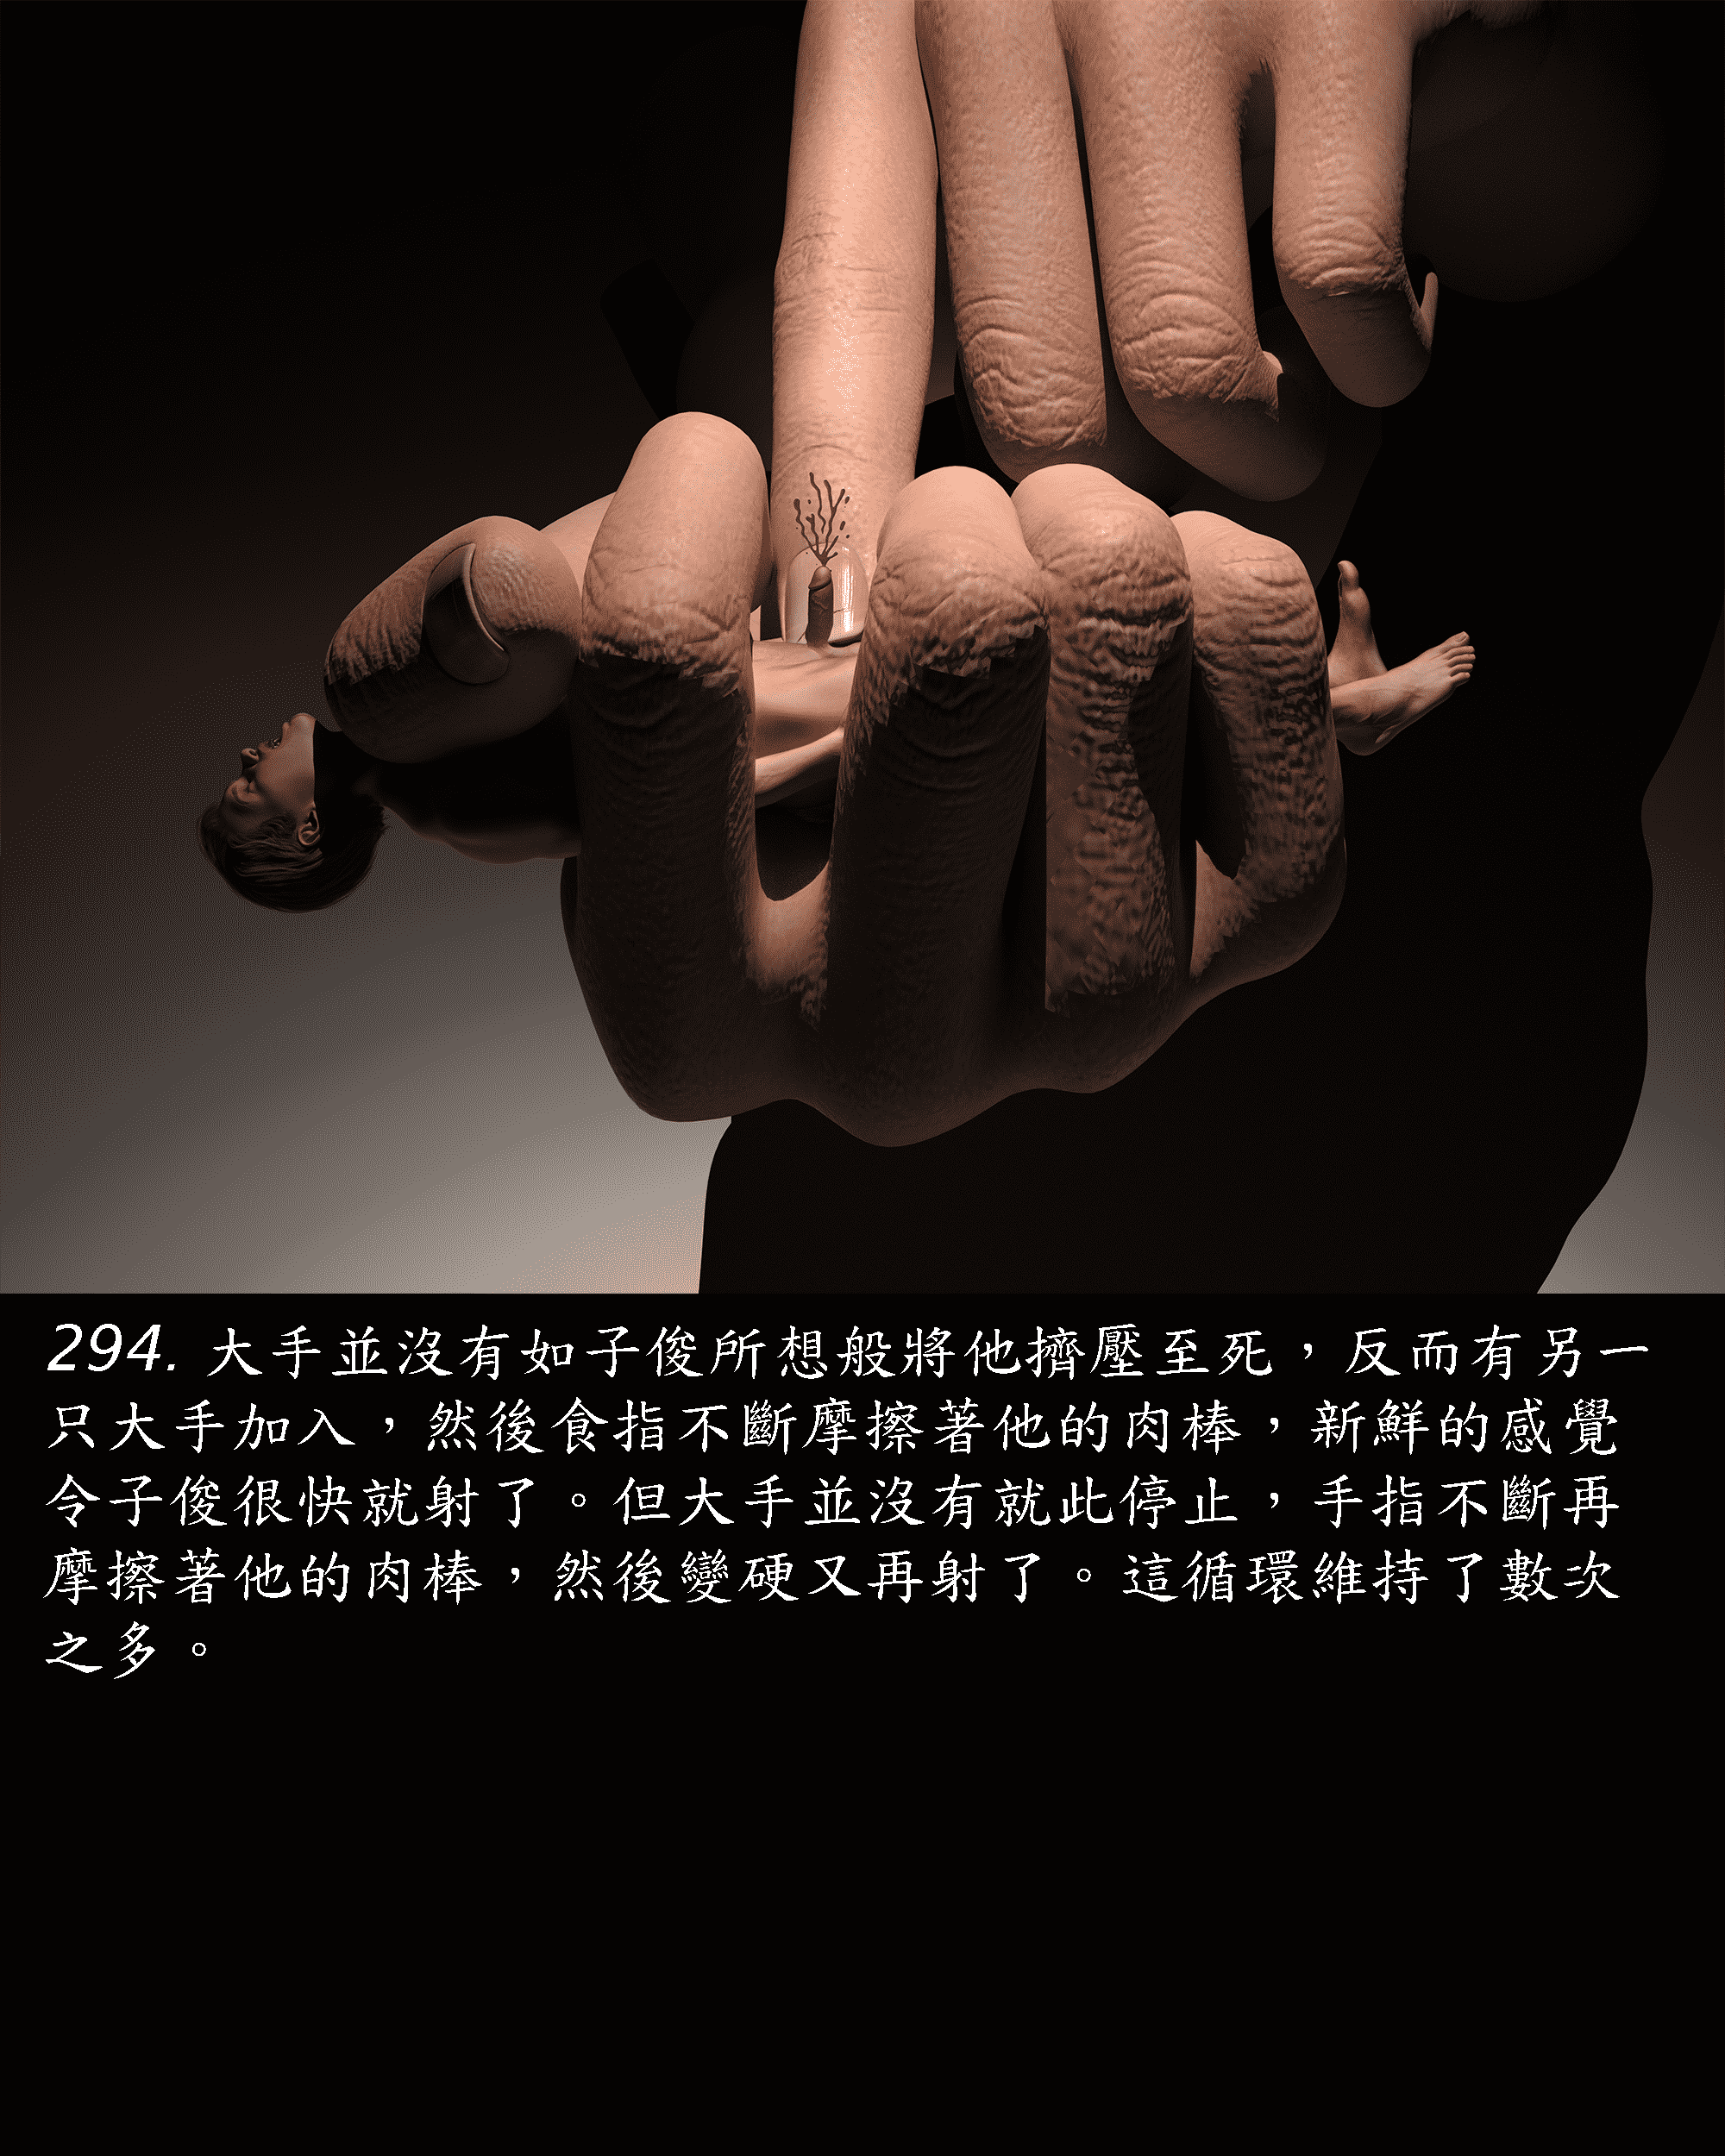 294. 大手並沒有如子俊所想般將他擠壓至死，反而有另一
只大手加入，然後食指不斷摩擦著他的肉棒，新鮮的感覺
令子俊很快就射了。但大手並沒有就此停止，手指不斷再
摩擦著他的肉棒，然後變硬又再射了。這循環維持了數次
之多。